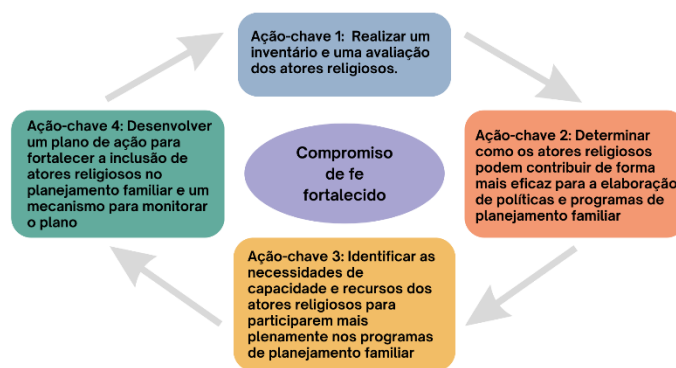 Ação-chave 1: Realizar um
inventário e uma avaliação
dos atores religiosos.
Ação-chave 2: Determinar
como os atores religiosos
podem contribuir de forma
mais eficaz para a elaboração
de políticas e programas de
planejamento familiar
Ação-chave 3: Identificar as
necessidades de
capacidade e recursos dos
atores religiosos para
participarem mais
plenamente nos programas
de planejamento familiar
Ação-chave 4: Desenvolver
um plano de ação para
fortalecer a inclusão de
atores religiosos no
planejamento familiar e um
mecanismo para monitorar
o plano
Compromiso
de fe
fortalecido